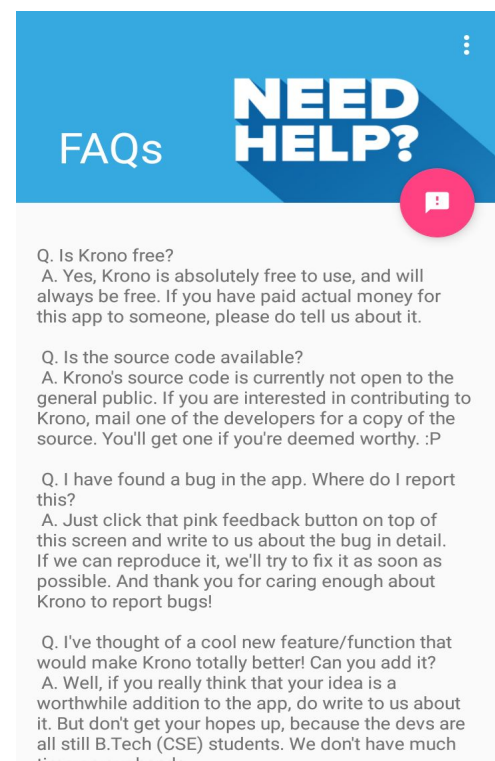 NEED
HELP?
FAQs
Q. Is Krono free?
A. Yes, Krono is absolutely free to use, and will
always be free. If you have paid actual money for
this app to someone, please do tell us about it.
Q. Is the source code available?
A. Krono's source code is currently not open to the
general public. If you are interested in contributing to
Krono, mail one of the developers for a copy of the
source. You'll get one if you're deemed worthy. :P
Q. I have found a bug in the app. Where do I report
this?
A. Just click that pink feedback button on top of
this screen and write to us about the bug in detail.
If we can reproduce it, we'll try to fix it as soon as
possible. And thank you for caring enough about
Krono to report bugs!
Q. I've thought of a cool new feature/function that
would make Krono totally better! Can you add it?
A. Well, if you really think that your idea is a
worthwhile addition to the app, do write to us about
it. But don't get your hopes up, because the devs are
all still B.Tech (CSE) students. We don't have much